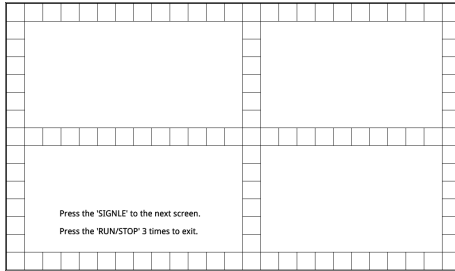 Press the 'SIGNLE' to the next screen.
Press the 'RUN/STOP' 3 times to exit.